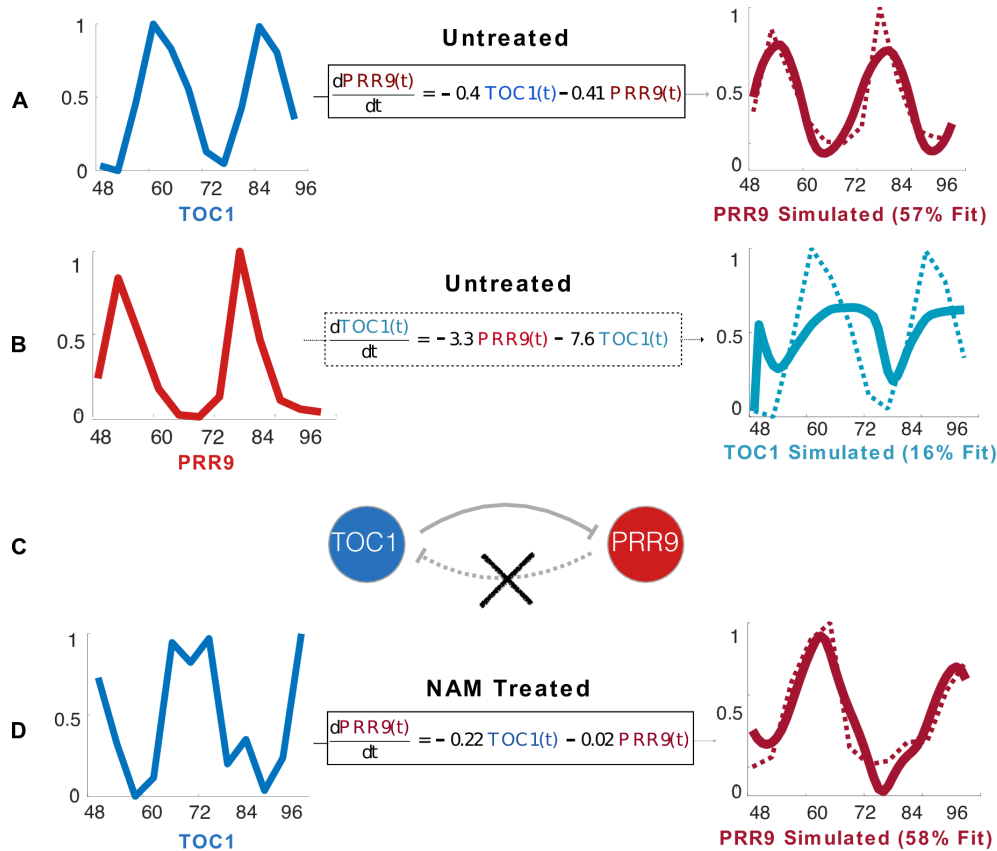 A
1
0.5
0
48 60 72 84 96
TOC1
Untreated
dPRR9(t)
dt
= − 0.4 TOC1(t) − 0.41 PRR9(t)
1
0.5
0
48 60 72 84 96
PRR9 Simulated (57% Fit)
B
1
0.5
0
48 60 72 84 96
PRR9
Untreated
dTOC1(t)
dt
= − 3.3 PRR9(t) − 7.6 TOC1(t)
1
0.5
0
48 60 72 84 96
TOC1 Simulated (16% Fit)
C
TOC1
PRR9
D
1
0.5
0
48 60 72 84 96
TOC1
NAM Treated
dPRR9(t)
dt
= − 0.22 TOC1(t) − 0.02 PRR9(t)
1
0.5
0
48 60 72 84 96
PRR9 Simulated (58% Fit)